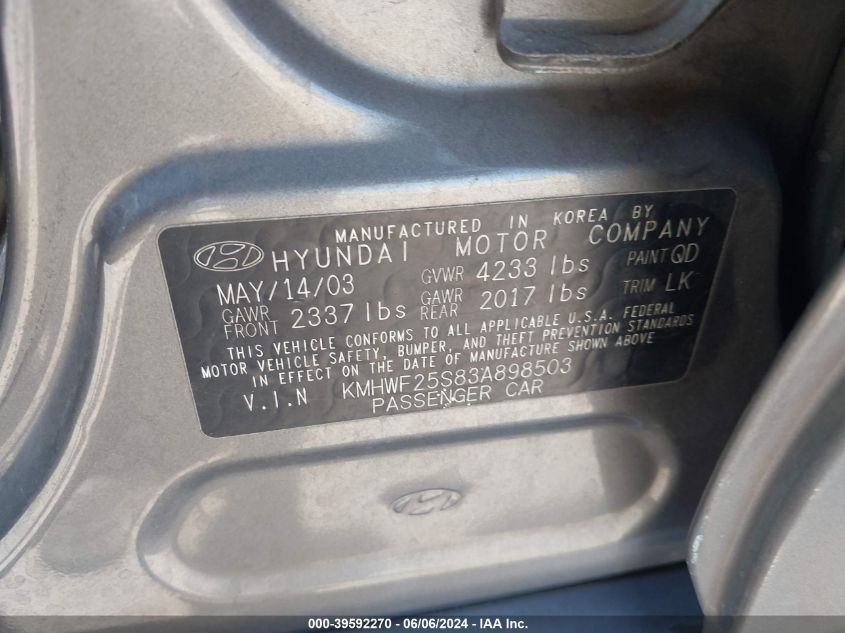 MANUFACTURED IN KOREA BY
HYUNDAI MOTOR COMPANY
MAY/14/03 GVWR 4233 lbs PAINT QD
GAWR FRONT 2337 lbs GAWR REAR 2017 lbs TRIM LK
THIS VEHICLE CONFORMS TO ALL APPLICABLE U.S.A. FEDERAL
MOTOR VEHICLE SAFETY, BUMPER, AND THEFT PREVENTION STANDARDS
IN EFFECT ON THE DATE OF MANUFACTURE SHOWN ABOVE
V.I.N KMHWF25S83A898503
PASSENGER CAR
000-39592270 - 06/06/2024 - IAA Inc.